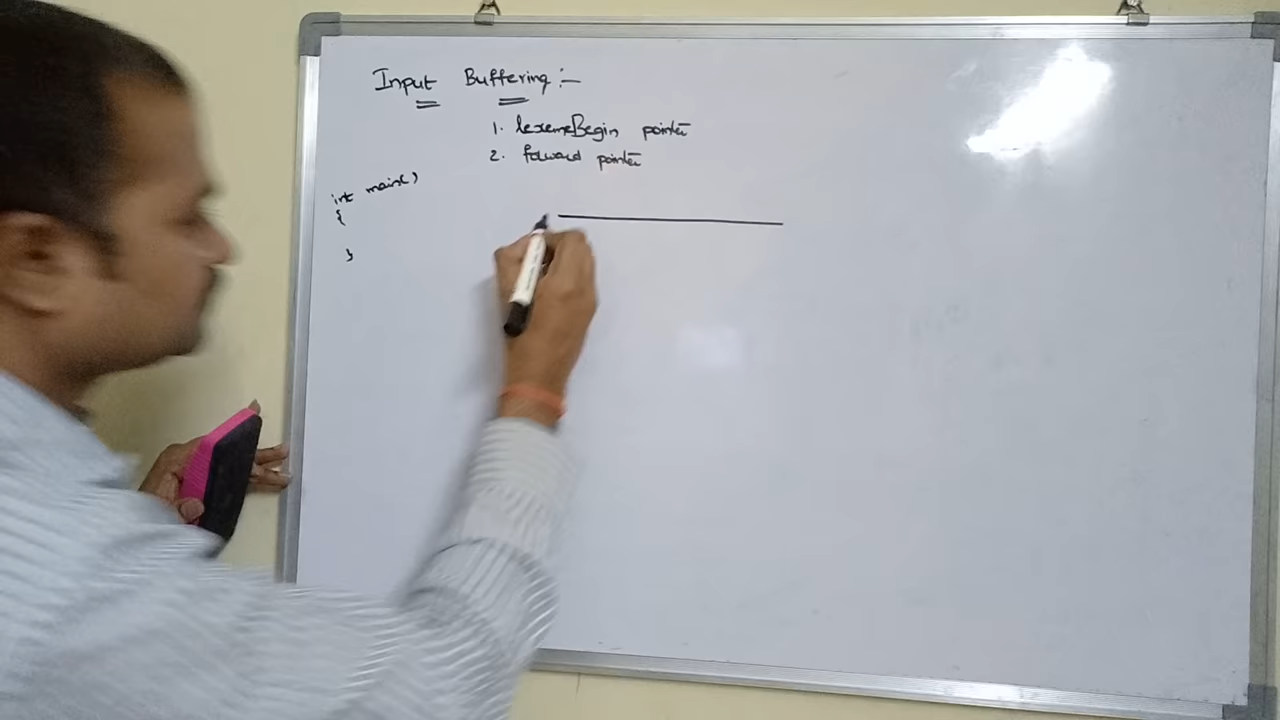 Input Buffering :-
1. lexemeBegin pointer
2. forward pointer
int main()
{
}